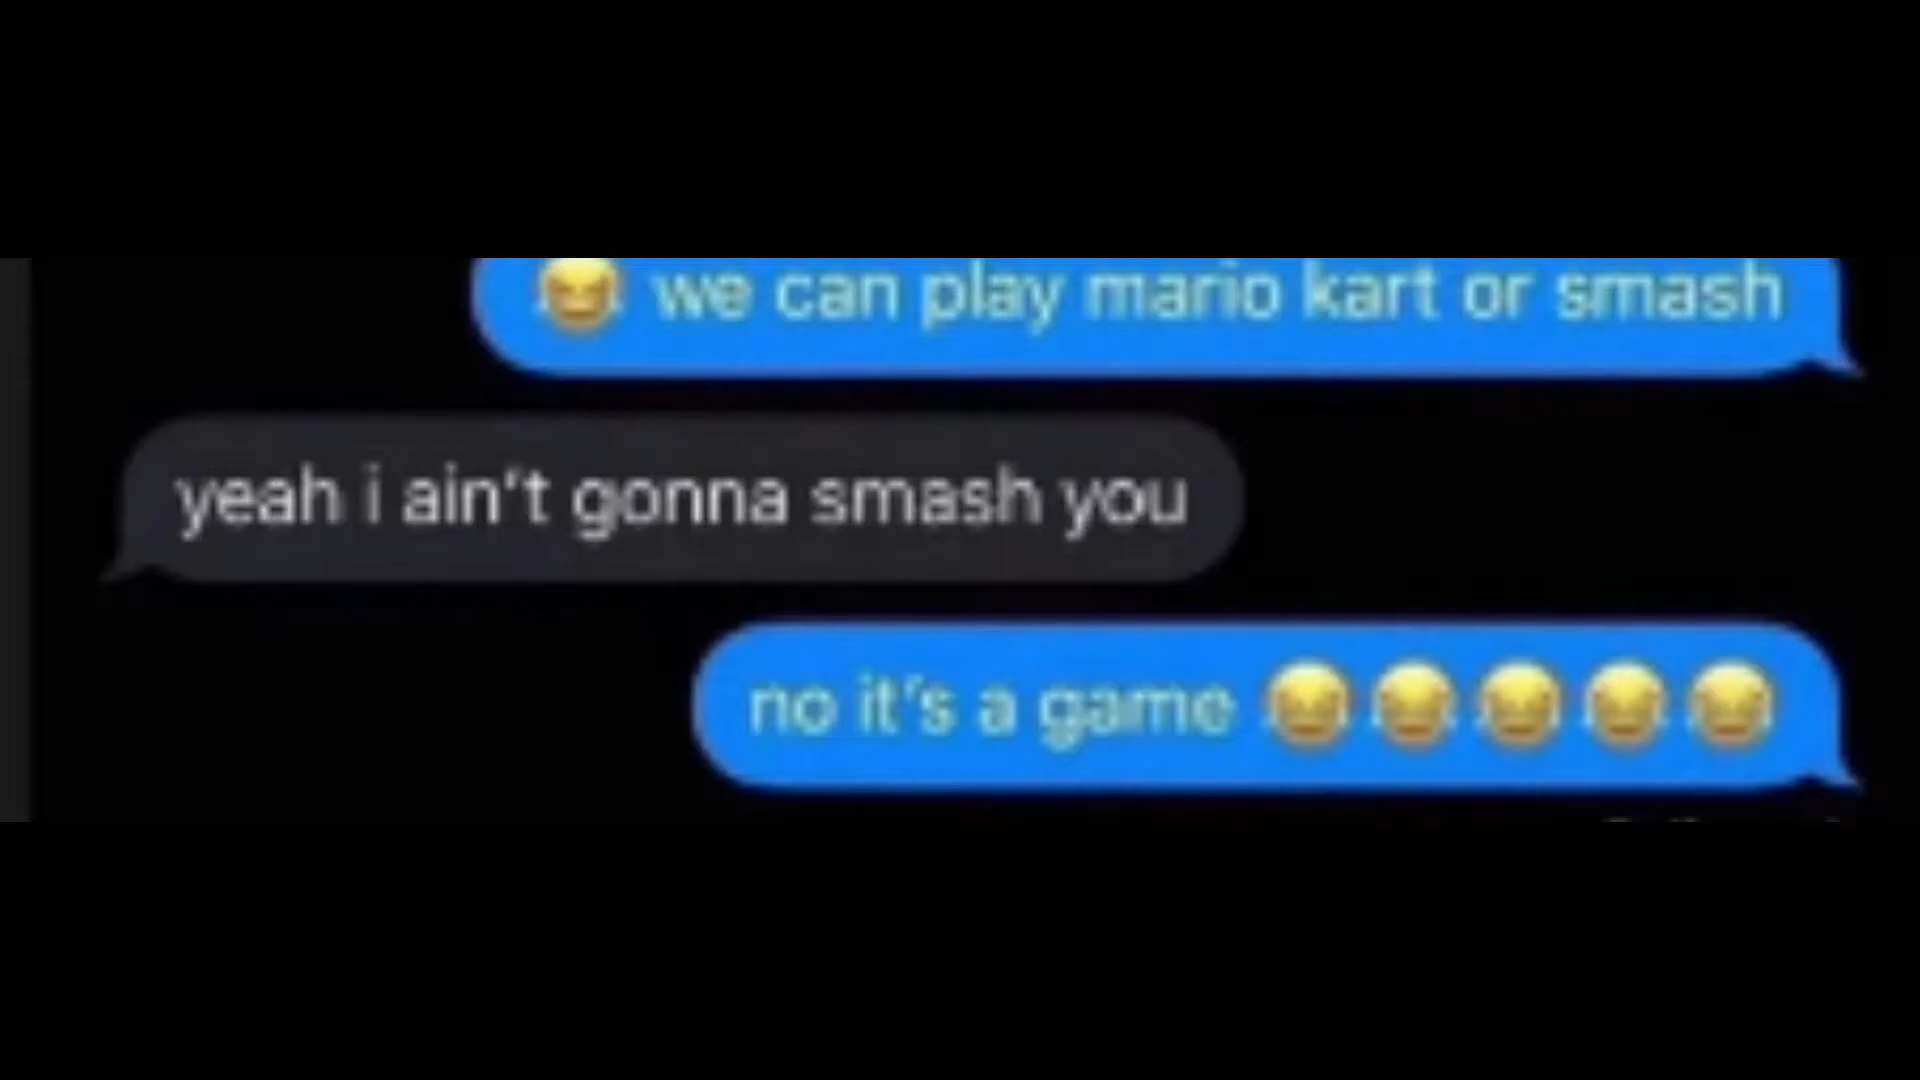 😂 we can play mario kart or smash
yeah i ain't gonna smash you
no it's a game 😂😂😂😂😂